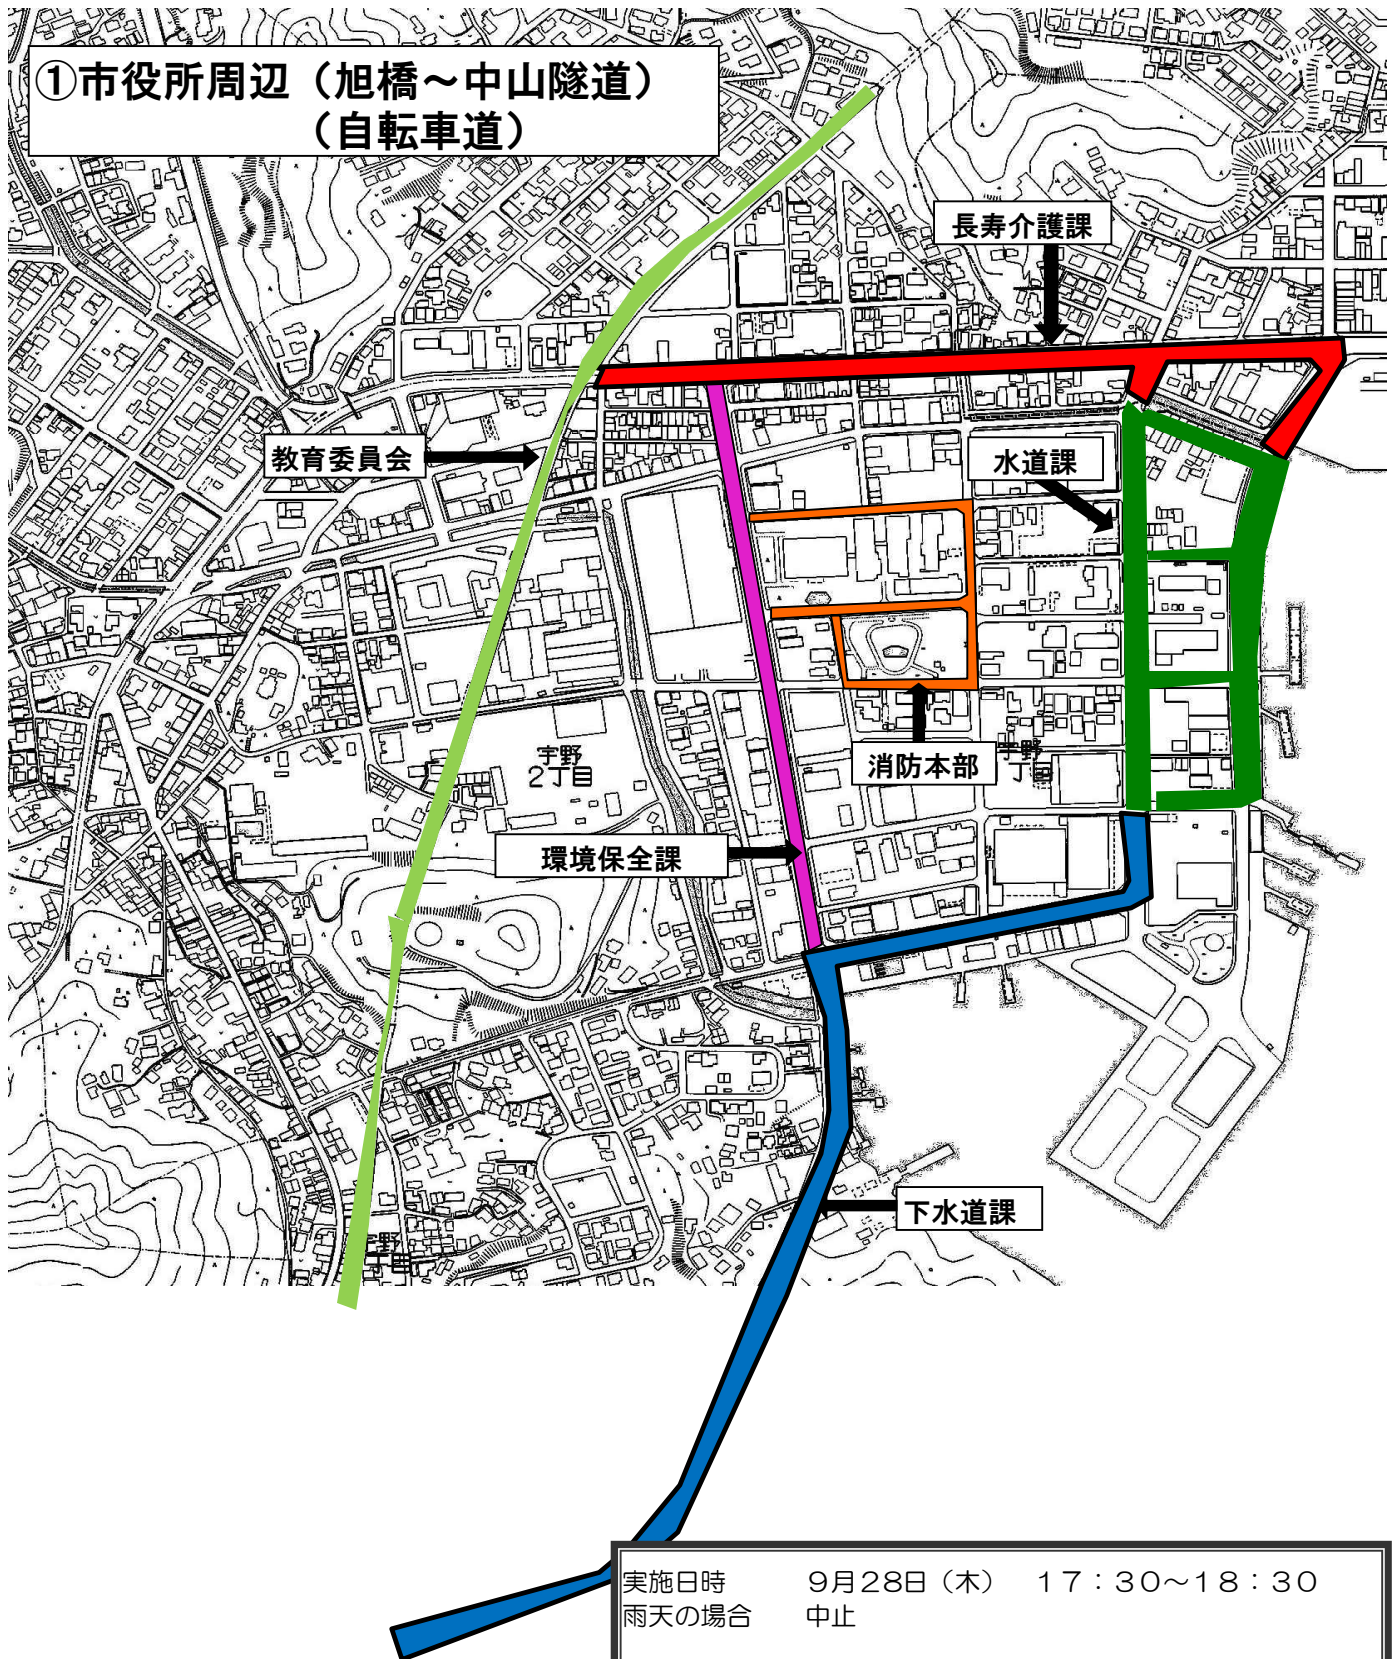 ①市役所周辺（旭橋～中山隧道）
（自転車道）
長寿介護課
教育委員会
水道課
宇野
2丁目
消防本部
宇野
環境保全課
下水道課
宇野
実施日時 9月28日（木） 17：30～18：30
雨天の場合 中止